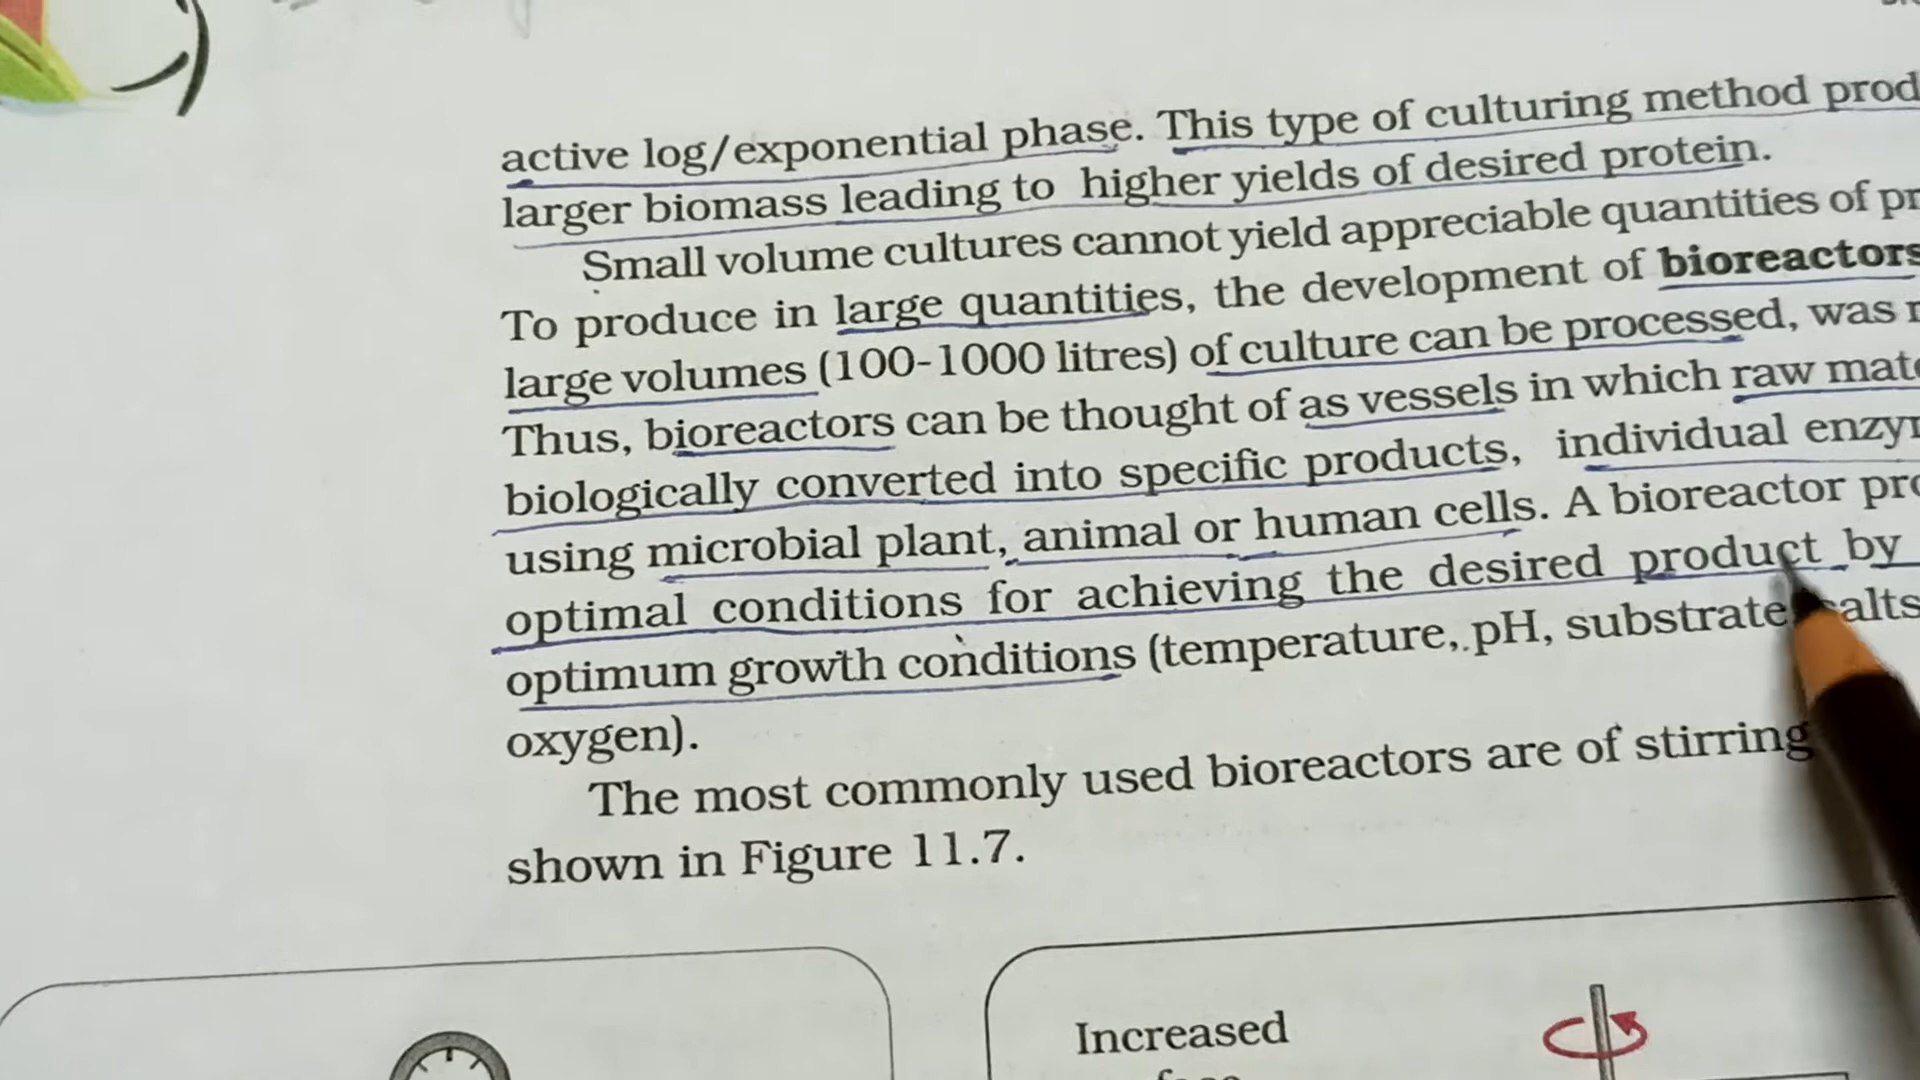 active log/exponential phase. This type of culturing method prod
larger biomass leading to higher yields of desired protein.
Small volume cultures cannot yield appreciable quantities of pr
To produce in large quantities, the development of bioreactors
large volumes (100-1000 litres) of culture can be processed, was
Thus, bioreactors can be thought of as vessels in which raw mate
biologically converted into specific products, individual enzy
using microbial plant, animal or human cells. A bioreactor pro
optimal conditions for achieving the desired product by
optimum growth conditions (temperature, pH, substrate alts
oxygen).
The most commonly used bioreactors are of stirring
shown in Figure 11.7.
Increased